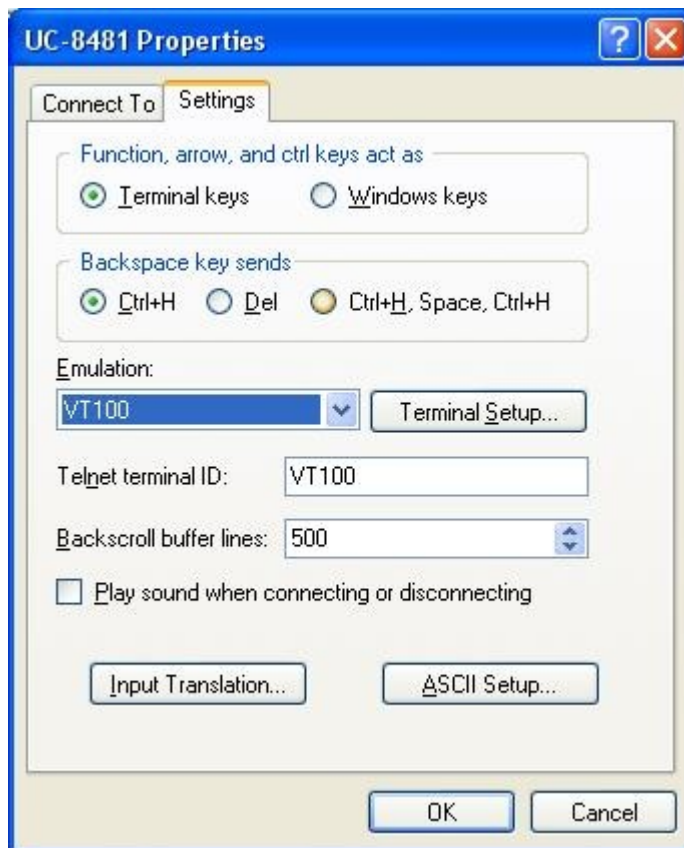 UC-8481 Properties
Connect To Settings
Function, arrow, and ctrl keys act as
Terminal keys Windows keys
Backspace key sends
Ctrl+H Del Ctrl+H, Space, Ctrl+H
Emulation:
VT100 Terminal Setup...
Telnet terminal ID: VT100
Backscroll buffer lines: 500
Play sound when connecting or disconnecting
Input Translation... ASCII Setup...
OK Cancel